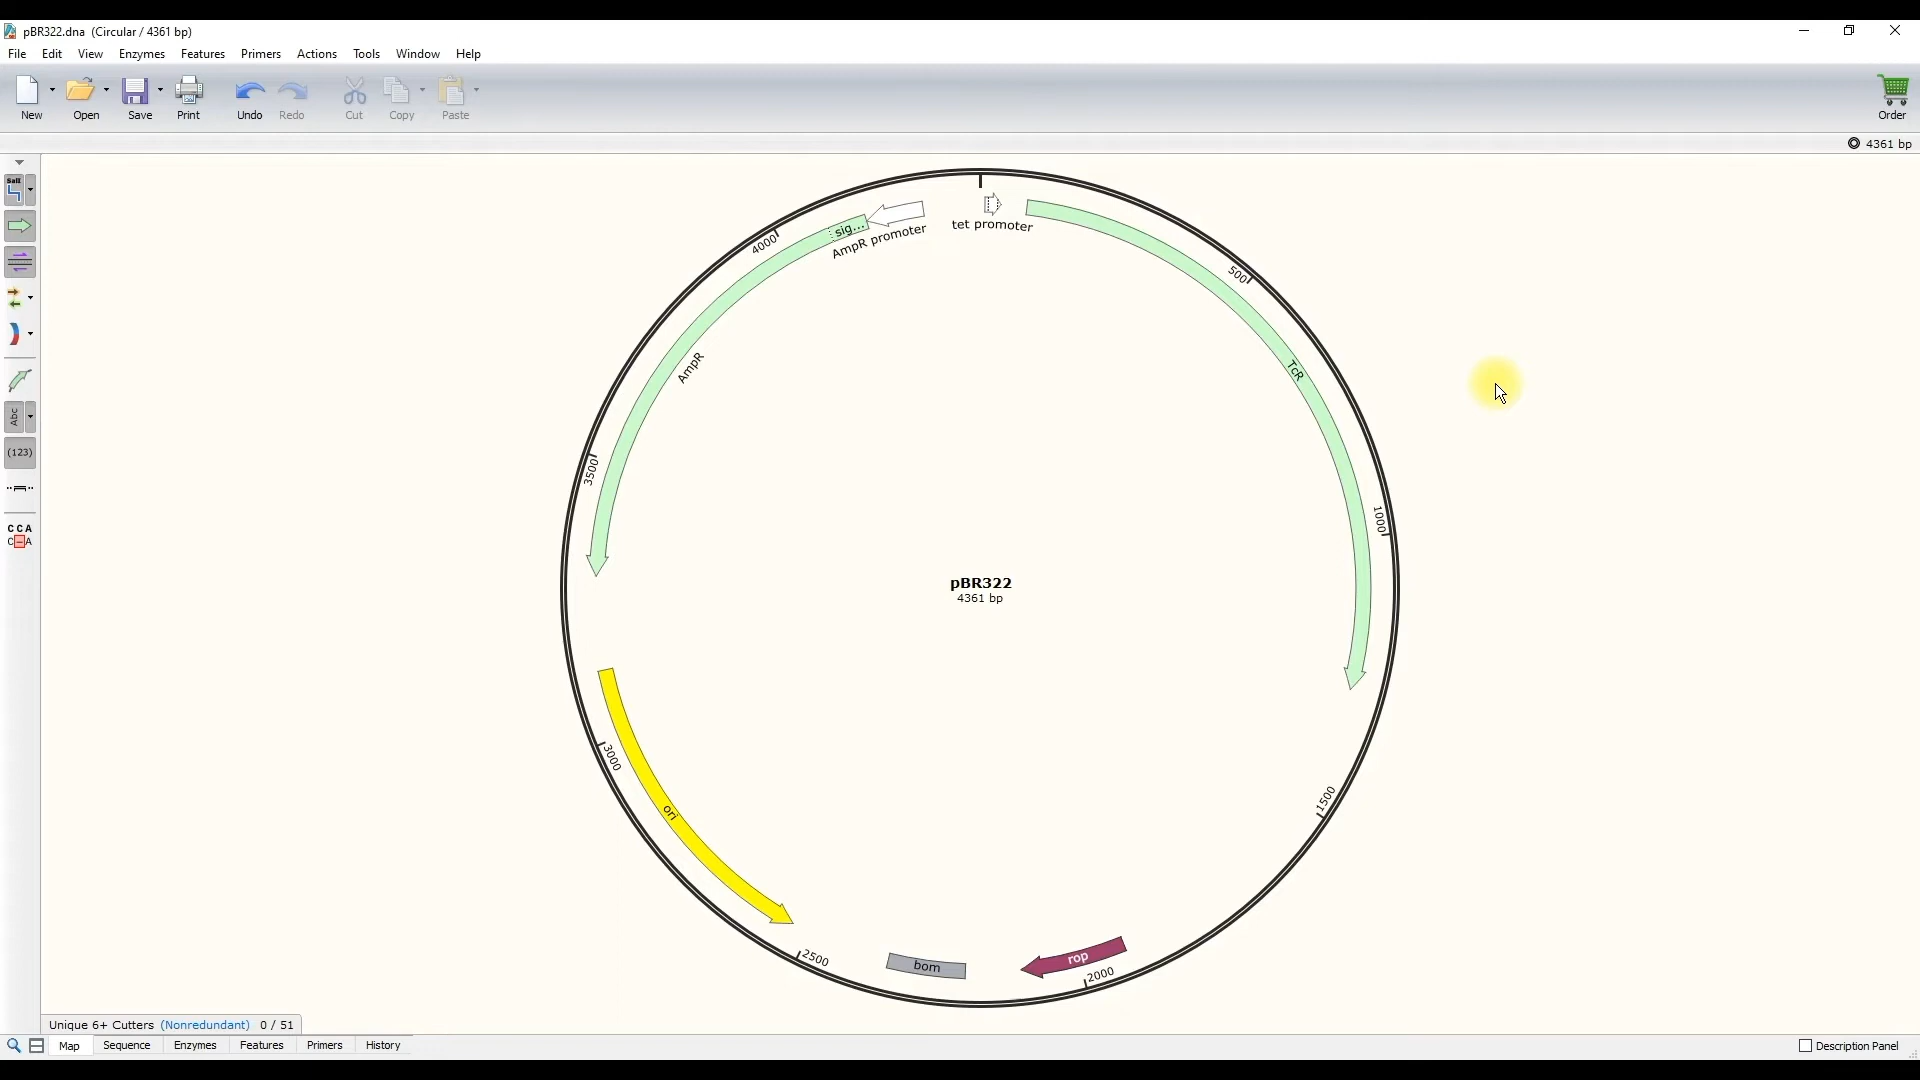 pBR322.dna (Circular / 4361 bp)
File Edit View Enzymes Features Primers Actions Tools Window Help
New Open Save Print Undo Redo Cut Copy Paste Order
4361 bp
SalI
Abc
(123)
CCA
C–A
sig...
AmpR promoter
tet promoter
4000
500
AmpR
TcR
3500
1000
pBR322
4361 bp
3000
1500
ori
2500
bom
rop
2000
Unique 6+ Cutters (Nonredundant) 0 / 51
Map Sequence Enzymes Features Primers History Description Panel